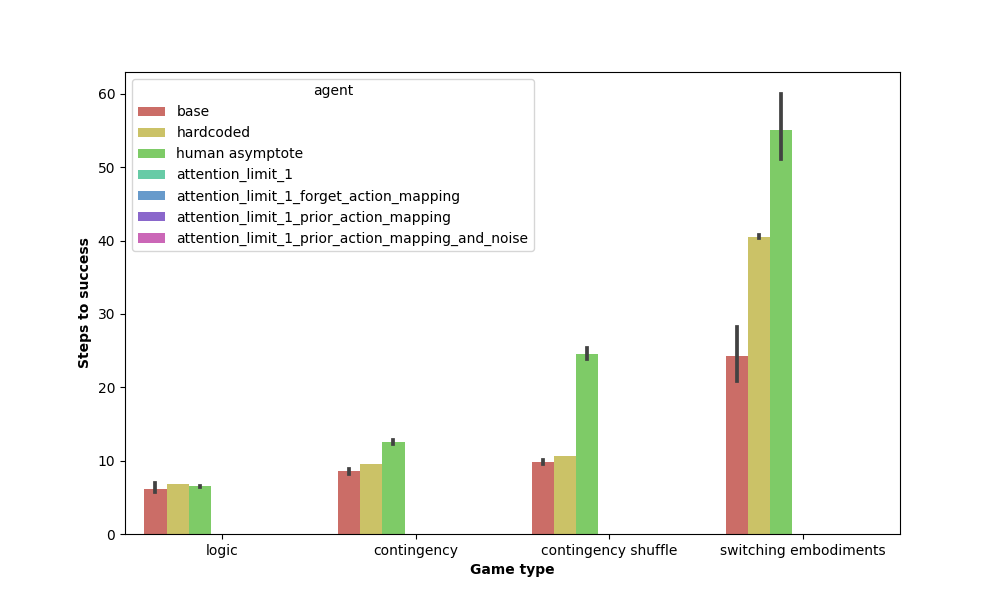 agent
base
hardcoded
human asymptote
attention_limit_1
attention_limit_1_forget_action_mapping
attention_limit_1_prior_action_mapping
attention_limit_1_prior_action_mapping_and_noise
60
50
40
30
20
10
0
Steps to success
logic contingency contingency shuffle switching embodiments
Game type